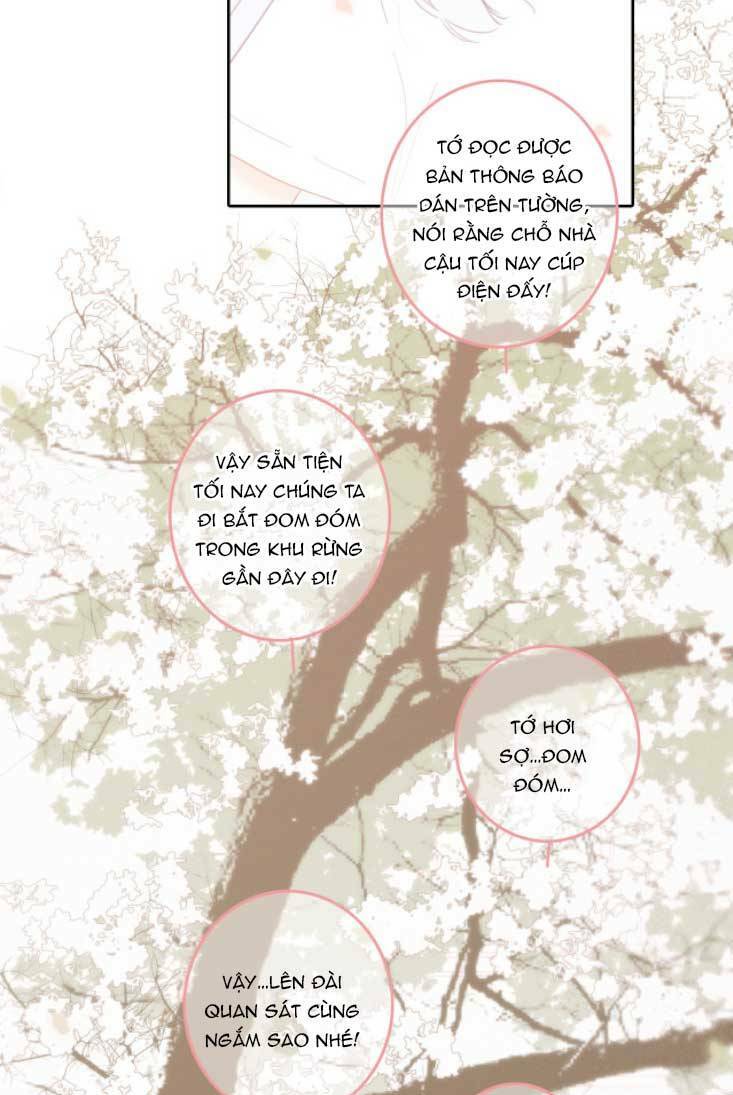 TỚ ĐỌC ĐƯỢC
BẢN THÔNG BÁO
DÁN TRÊN TƯỜNG,
NÓI RẰNG CHỖ NHÀ
CẬU TỐI NAY CÚP
ĐIỆN ĐẤY!
VẬY SẴN TIỆN
TỐI NAY CHÚNG TA
ĐI BẮT ĐOM ĐÓM
TRONG KHU RỪNG
GẦN ĐÂY ĐI!
TỚ HƠI
SỢ...ĐOM
ĐÓM...
VẬY...LÊN ĐÀI
QUAN SÁT CÙNG
NGẮM SAO NHÉ!